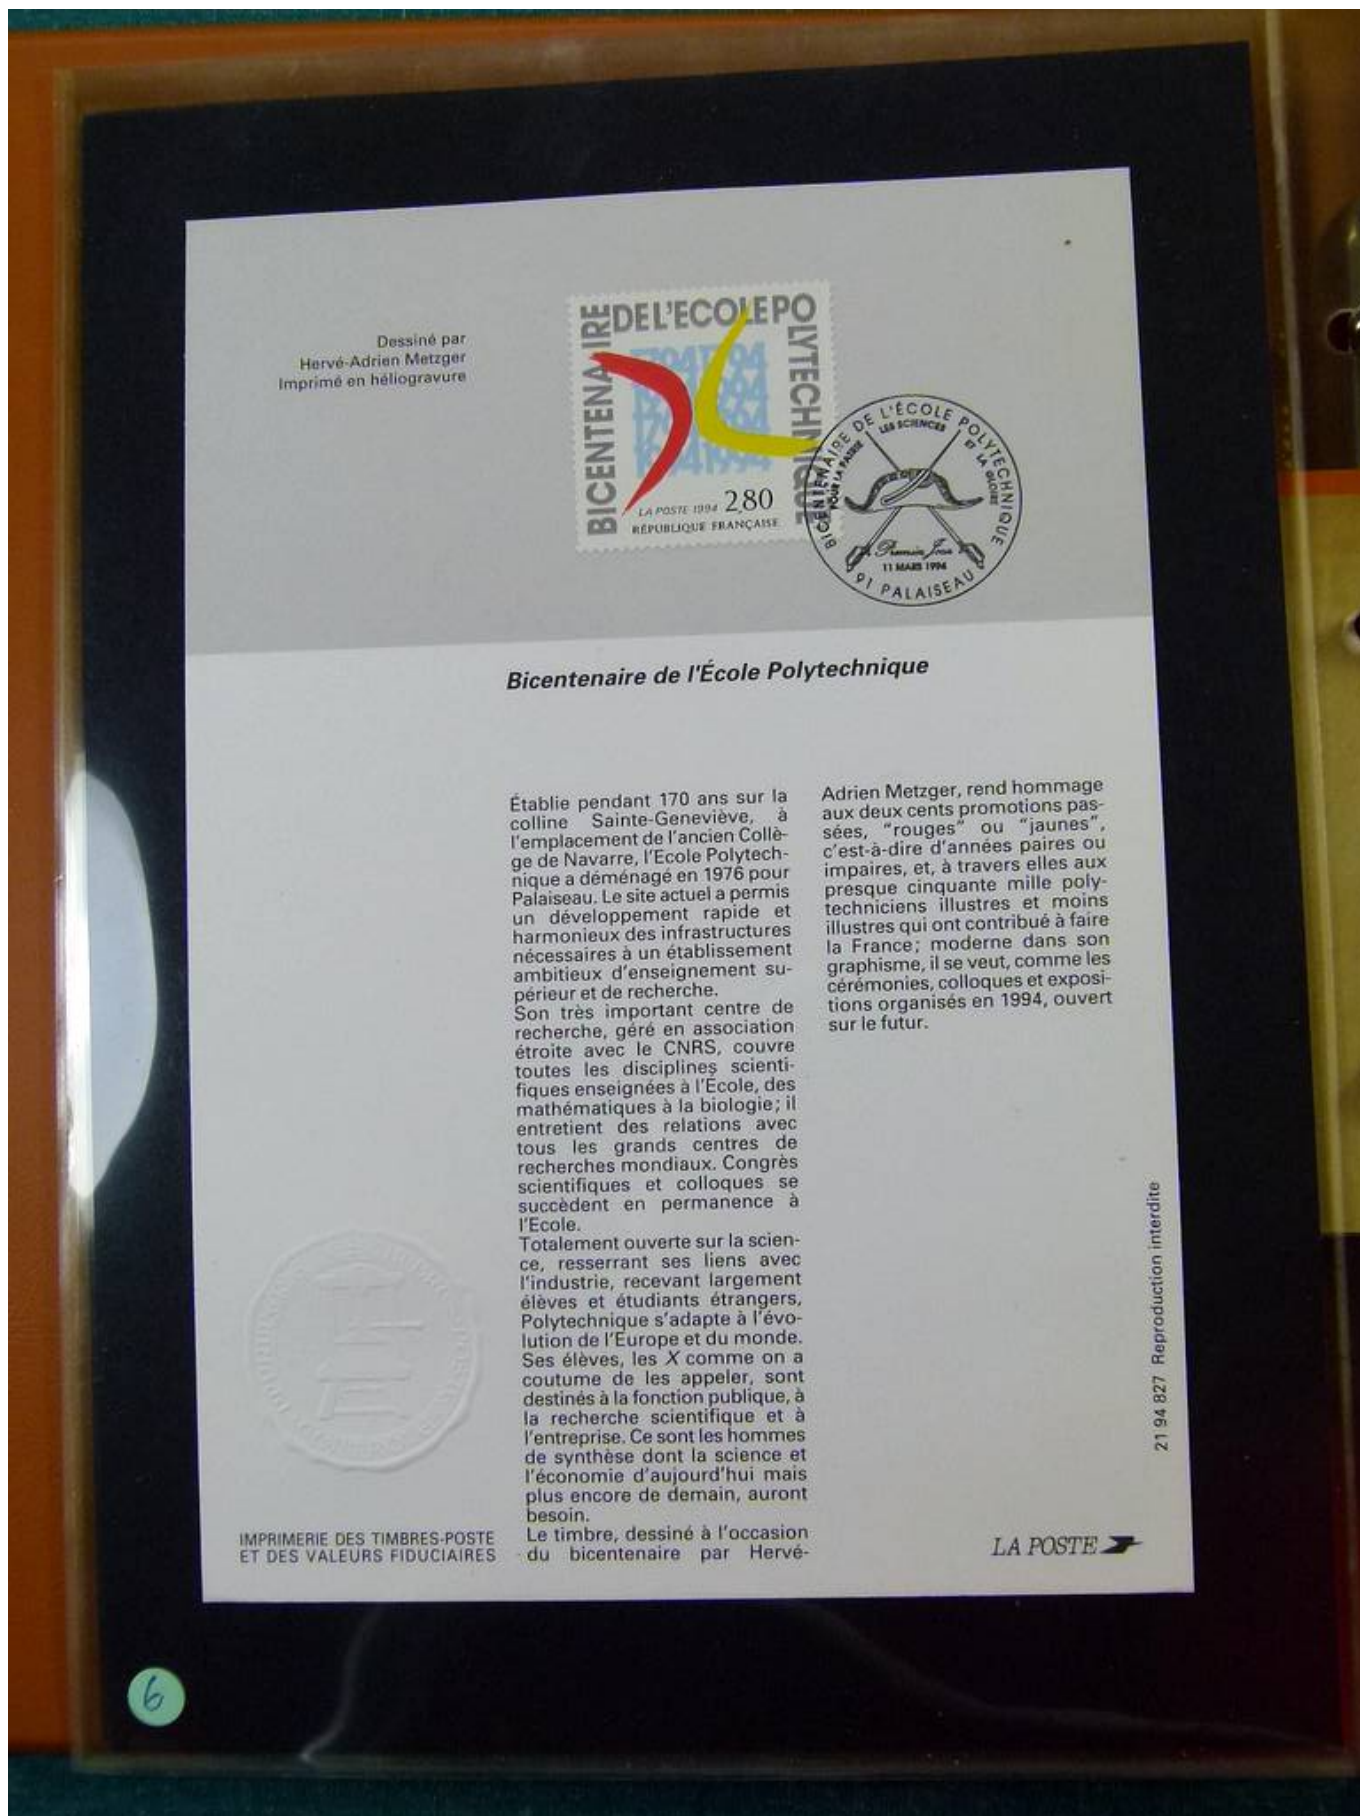 Dessiné par
Hervé-Adrien Metzger
Imprimé en héliogravure
BICENTENAIRE DE L'ECOLE POLYTECHNIQUE
LA POSTE 1994 2,80
RÉPUBLIQUE FRANÇAISE
BICENTENAIRE DE L'ÉCOLE POLYTECHNIQUE
POUR LA PATRIE LES SCIENCES ET LA GLOIRE
Premier Jour
11 MARS 1994
91 PALAISEAU
Bicentenaire de l'École Polytechnique
Établie pendant 170 ans sur la
colline Sainte-Geneviève, à
l'emplacement de l'ancien Collè-
ge de Navarre, l'Ecole Polytech-
nique a déménagé en 1976 pour
Palaiseau. Le site actuel a permis
un développement rapide et
harmonieux des infrastructures
nécessaires à un établissement
ambitieux d'enseignement su-
périeur et de recherche.
Son très important centre de
recherche, géré en association
étroite avec le CNRS, couvre
toutes les disciplines scienti-
fiques enseignées à l'Ecole, des
mathématiques à la biologie; il
entretient des relations avec
tous les grands centres de
recherches mondiaux. Congrès
scientifiques et colloques se
succèdent en permanence à
l'Ecole.
Totalement ouverte sur la scien-
ce, resserrant ses liens avec
l'industrie, recevant largement
élèves et étudiants étrangers,
Polytechnique s'adapte à l'évo-
lution de l'Europe et du monde.
Ses élèves, les X comme on a
coutume de les appeler, sont
destinés à la fonction publique, à
la recherche scientifique et à
l'entreprise. Ce sont les hommes
de synthèse dont la science et
l'économie d'aujourd'hui mais
plus encore de demain, auront
besoin.
Le timbre, dessiné à l'occasion
du bicentenaire par Hervé-
Adrien Metzger, rend hommage
aux deux cents promotions pas-
sées, "rouges" ou "jaunes",
c'est-à-dire d'années paires ou
impaires, et, à travers elles aux
presque cinquante mille poly-
techniciens illustres et moins
illustres qui ont contribué à faire
la France; moderne dans son
graphisme, il se veut, comme les
cérémonies, colloques et exposi-
tions organisés en 1994, ouvert
sur le futur.
21 94 827 Reproduction interdite
IMPRIMERIE DES TIMBRES-POSTE
ET DES VALEURS FIDUCIAIRES
LA POSTE
6